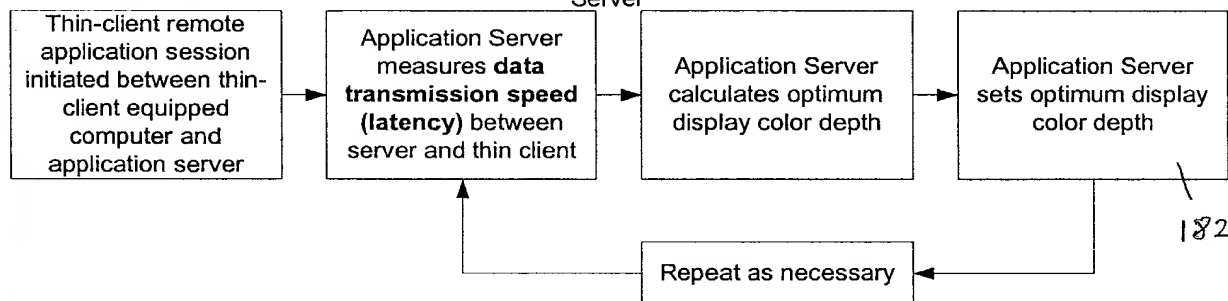 Server
Thin-client remote
application session
initiated between thin-
client equipped
computer and
application server
Application Server
measures data
transmission speed
(latency) between
server and thin client
Application Server
calculates optimum
display color depth
Application Server
sets optimum display
color depth
182
Repeat as necessary